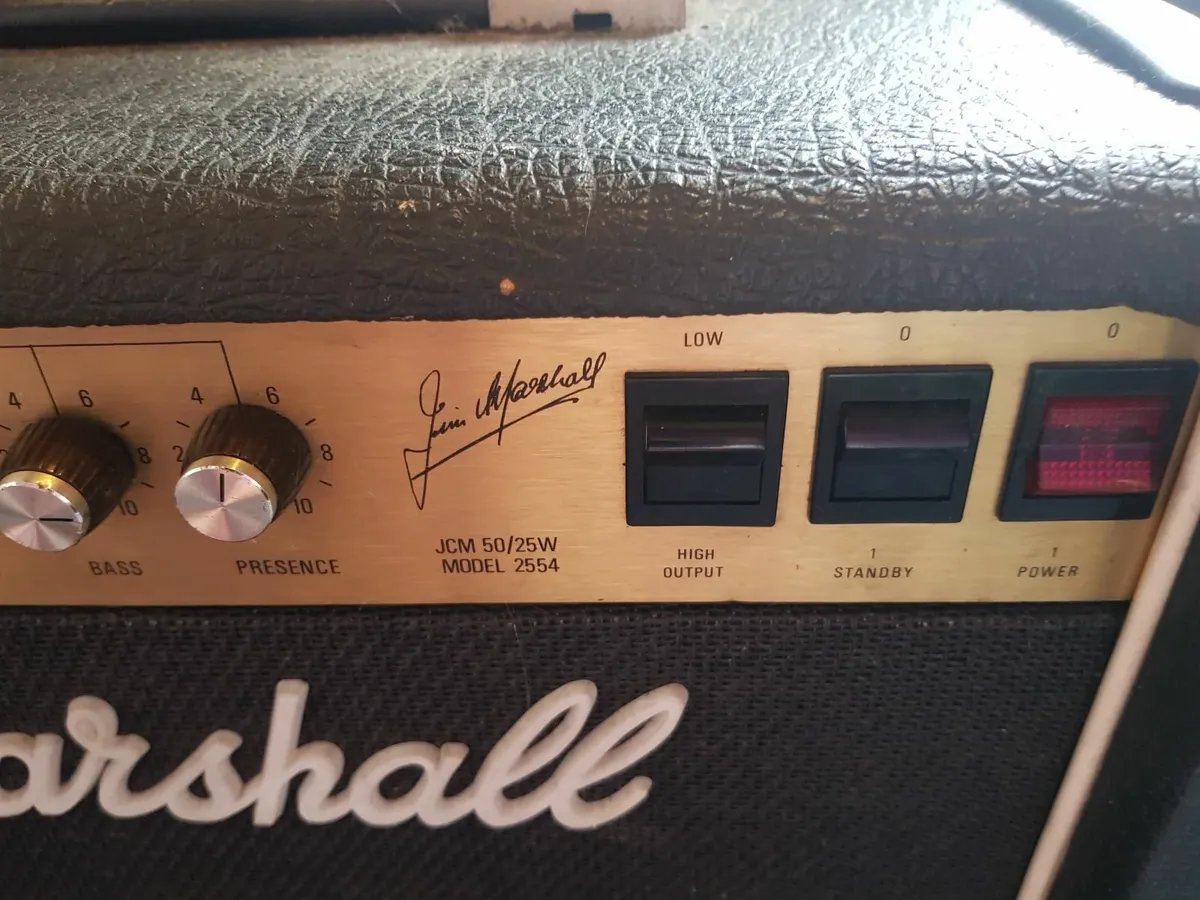 LOW
0
0
4
6
8
10
BASS
2
4
6
8
10
PRESENCE
Jim Marshall
JCM 50/25W
MODEL 2554
HIGH
OUTPUT
1
STANDBY
1
POWER
arshall